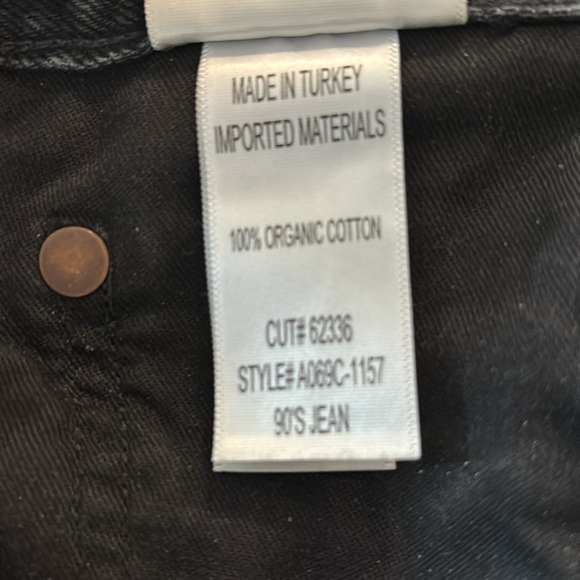 MADE IN TURKEY
IMPORTED MATERIALS
100% ORGANIC COTTON
CUT# 62336
STYLE# A069C-1157
90'S JEAN